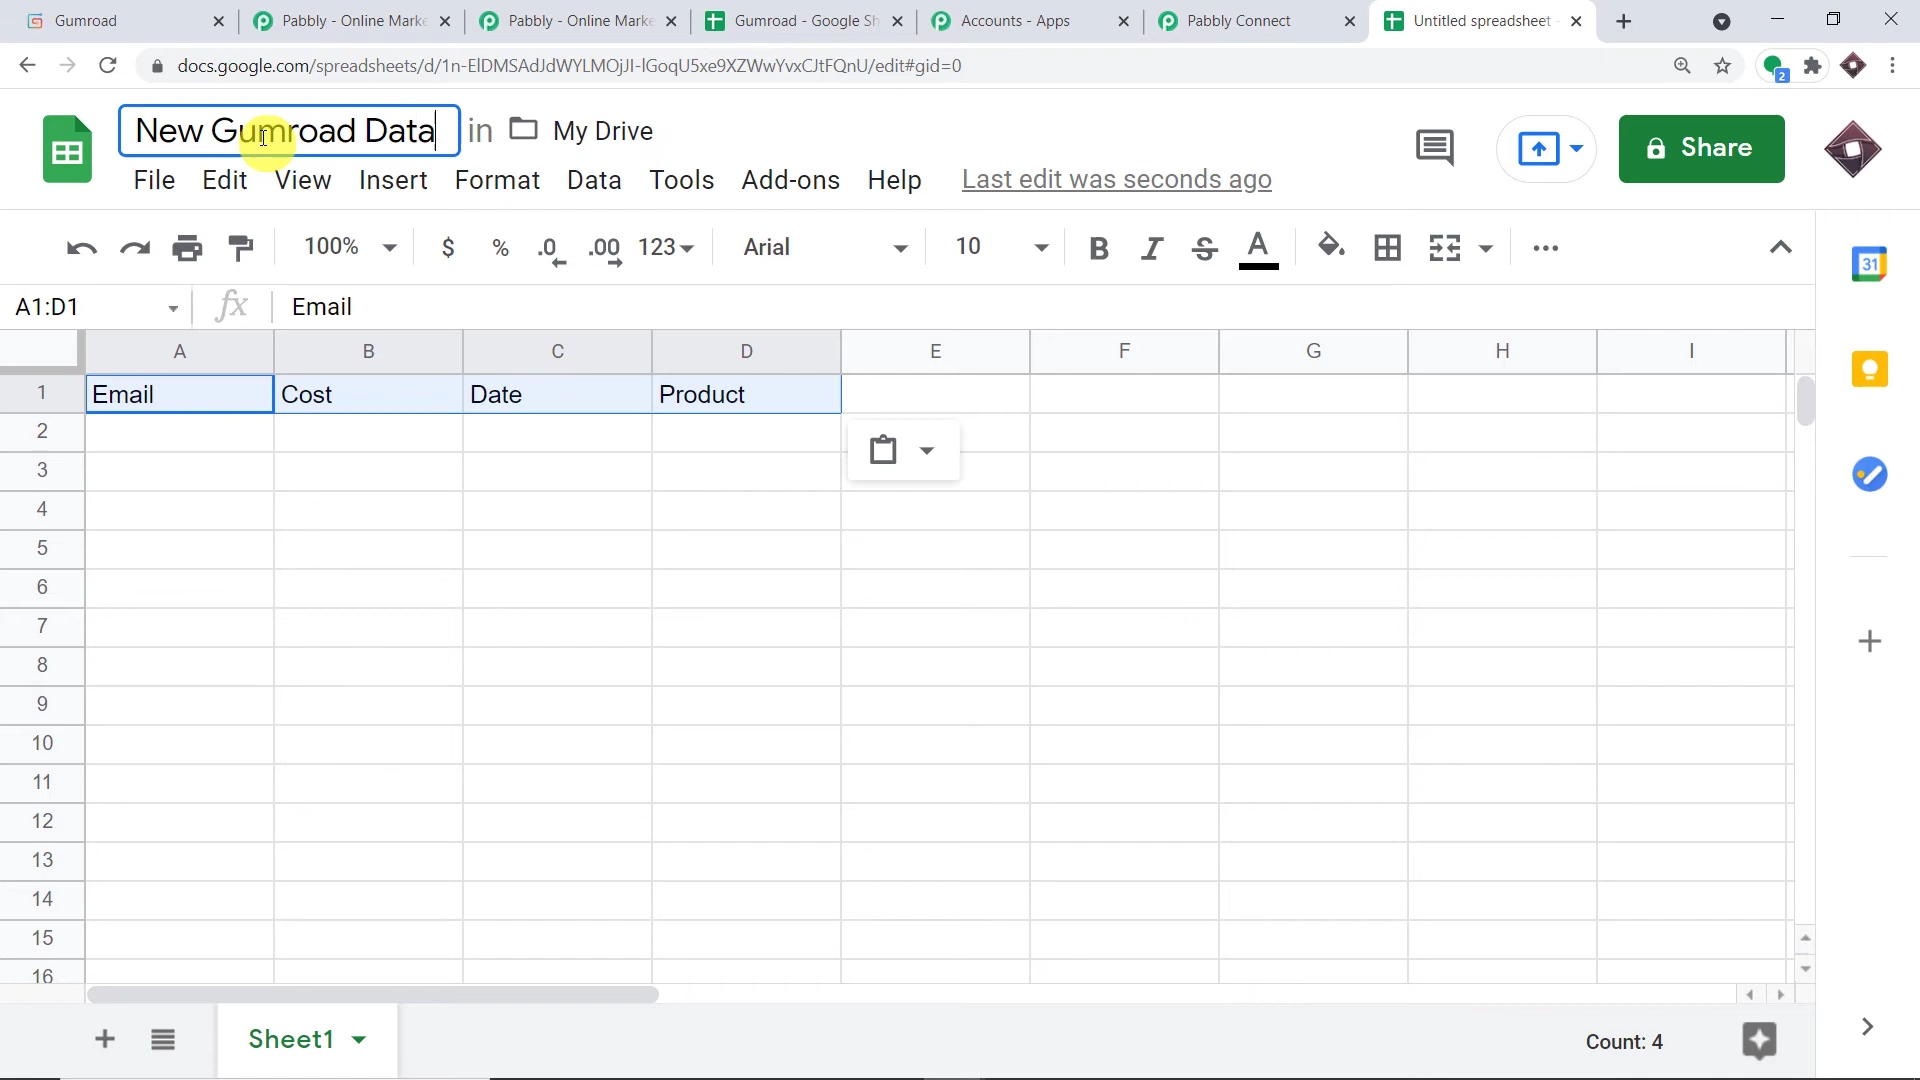 Gumroad
Pabbly - Online Marke
Pabbly - Online Marke
Gumroad - Google Sh
Accounts - Apps
Pabbly Connect
Untitled spreadsheet -
docs.google.com/spreadsheets/d/1n-ElDMSAdJdWYLMOjJI-lGoqU5xe9XZWwYvxCJtFQnU/edit#gid=0
2
New Gumroad Data in My Drive
Share
File Edit View Insert Format Data Tools Add-ons Help Last edit was seconds ago
100% $ % .0 .00 123 Arial 10 B I S A
31
A1:D1 fx Email
A B C D E F G H I
1 Email Cost Date Product
2
3
4
5
6
7
8
9
10
11
12
13
14
15
16
Sheet1 Count: 4